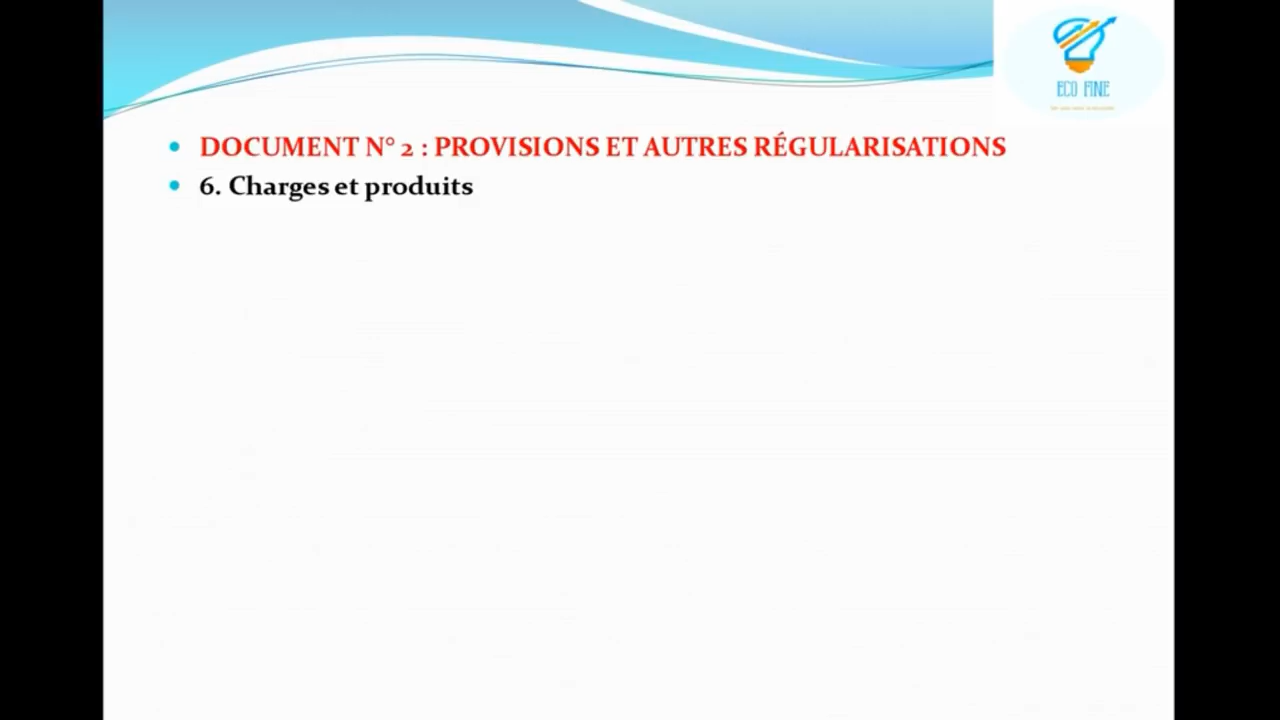 ECO FINE
• DOCUMENT N° 2 : PROVISIONS ET AUTRES RÉGULARISATIONS
• 6. Charges et produits